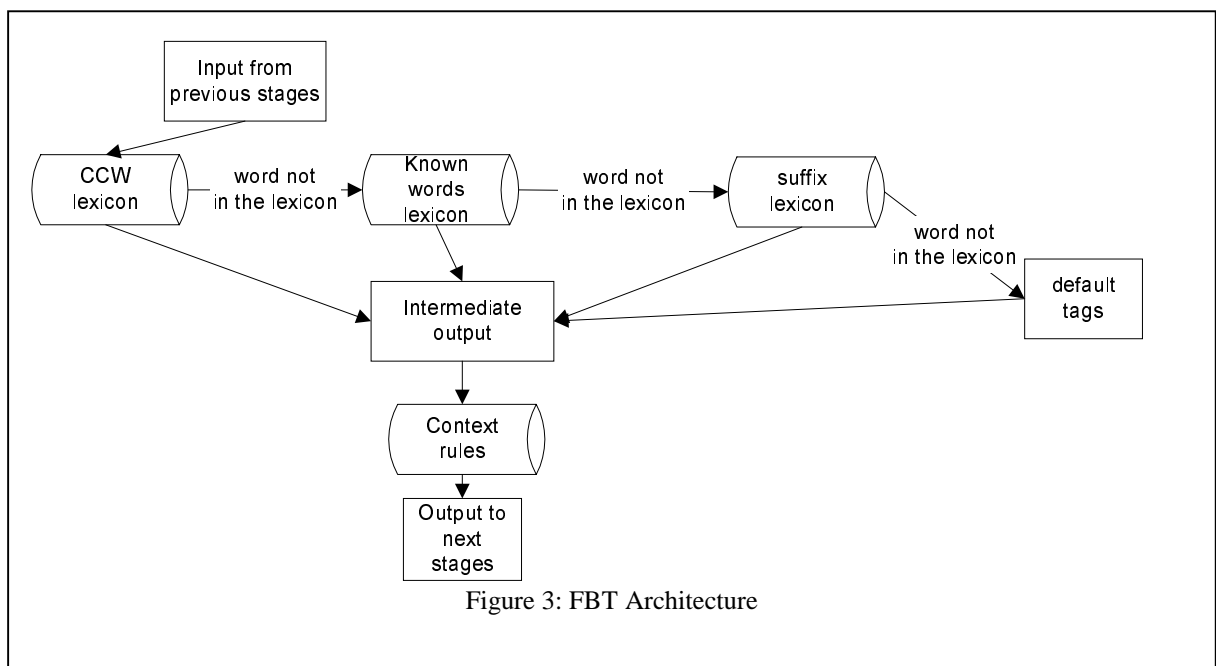 Input from
previous stages
CCW
lexicon
word not
in the lexicon
Known
words
lexicon
word not
in the lexicon
suffix
lexicon
word not
in the lexicon
default
tags
Intermediate
output
Context
rules
Output to
next
stages
Figure 3: FBT Architecture